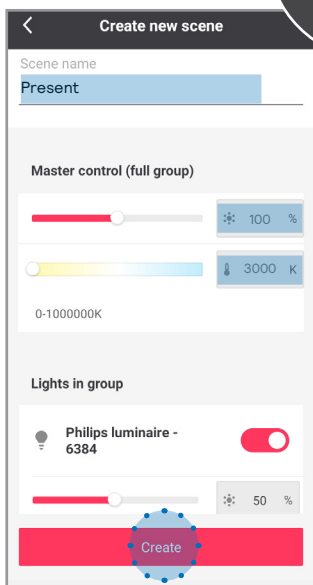 Create new scene
Scene name
Present
Master control (full group)
100 %
3000 K
0-1000000K
Lights in group
Philips luminaire -
6384
50 %
Create